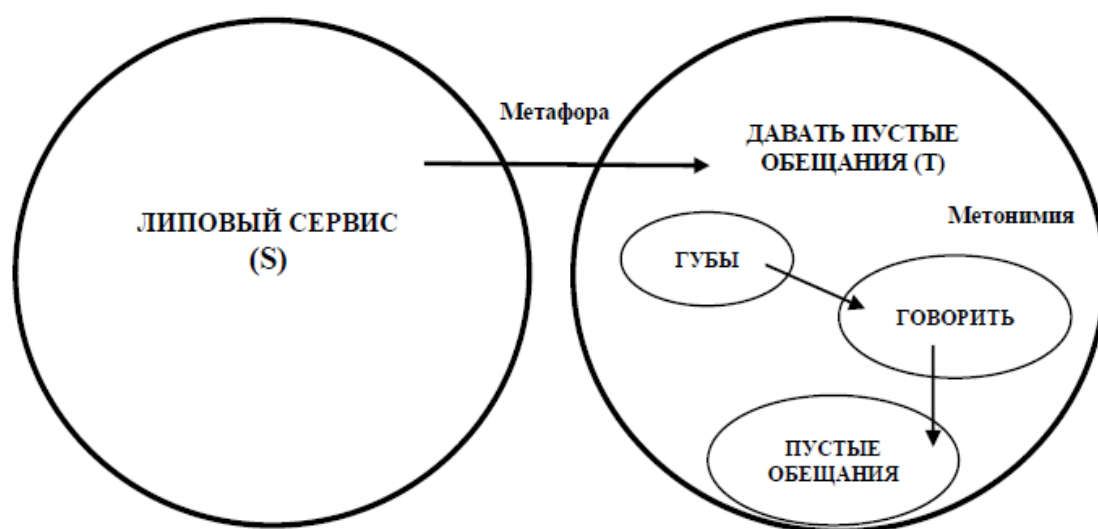 Метафора
ДАВАТЬ ПУСТЫЕ
ОБЕЩАНИЯ (Т)
ЛИПОВЫЙ СЕРВИС
(S)
Метонимия
ГУБЫ
ГОВОРИТЬ
ПУСТЫЕ
ОБЕЩАНИЯ